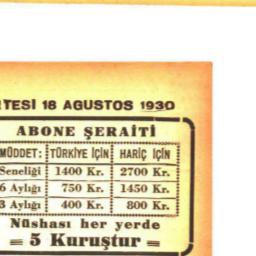 RTESİ 18 AGUSTOS 1930
ABONE ŞERAİTİ
MÜDDET: TÜRKİYE İÇİN HARİÇ İÇİN
Seneliği 1400 Kr. 2700 Kr.
6 Aylığı 750 Kr. 1450 Kr.
3 Aylığı 400 Kr. 800 Kr.
Nüshası her yerde
= 5 Kuruştur =